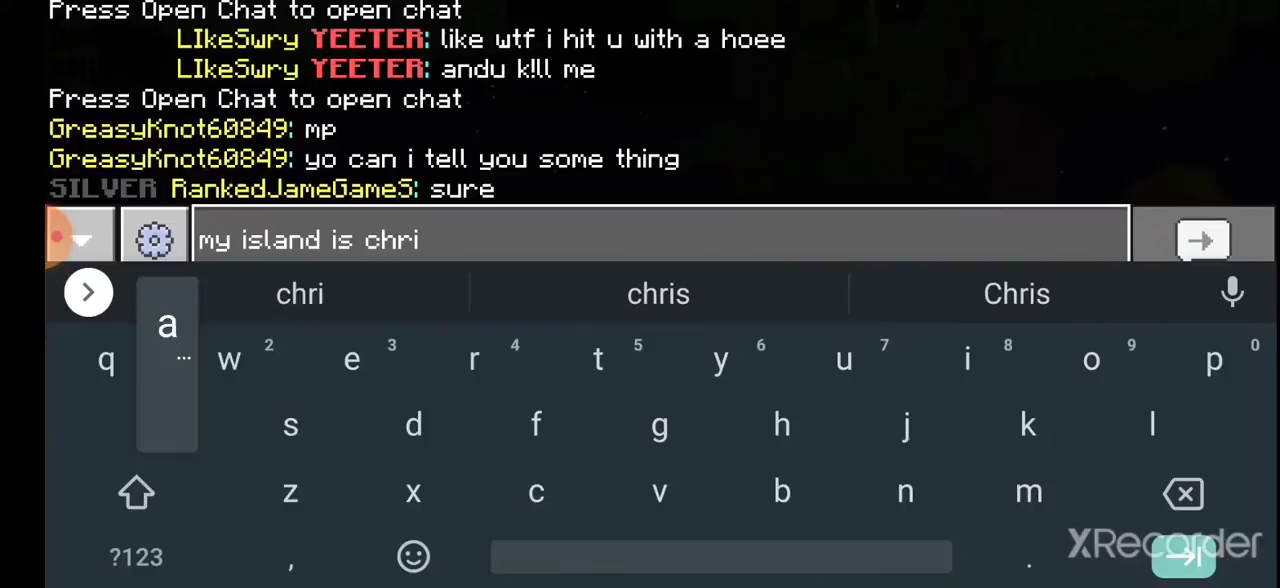 Press Open Chat to open chat
LIkeSwry YEETER: like wtf i hit u with a hoee
LIkeSwry YEETER: andu k!ll me
Press Open Chat to open chat
GreasyKnot60849: mp
GreasyKnot60849: yo can i tell you some thing
SILVER RankedJameGameS: sure
my island is chri
chri chris Chris
a
q w 2 e 3 r 4 t 5 y 6 u 7 i 8 o 9 p 0
s d f g h j k l
z x c v b n m
?123 , .
XRecorder